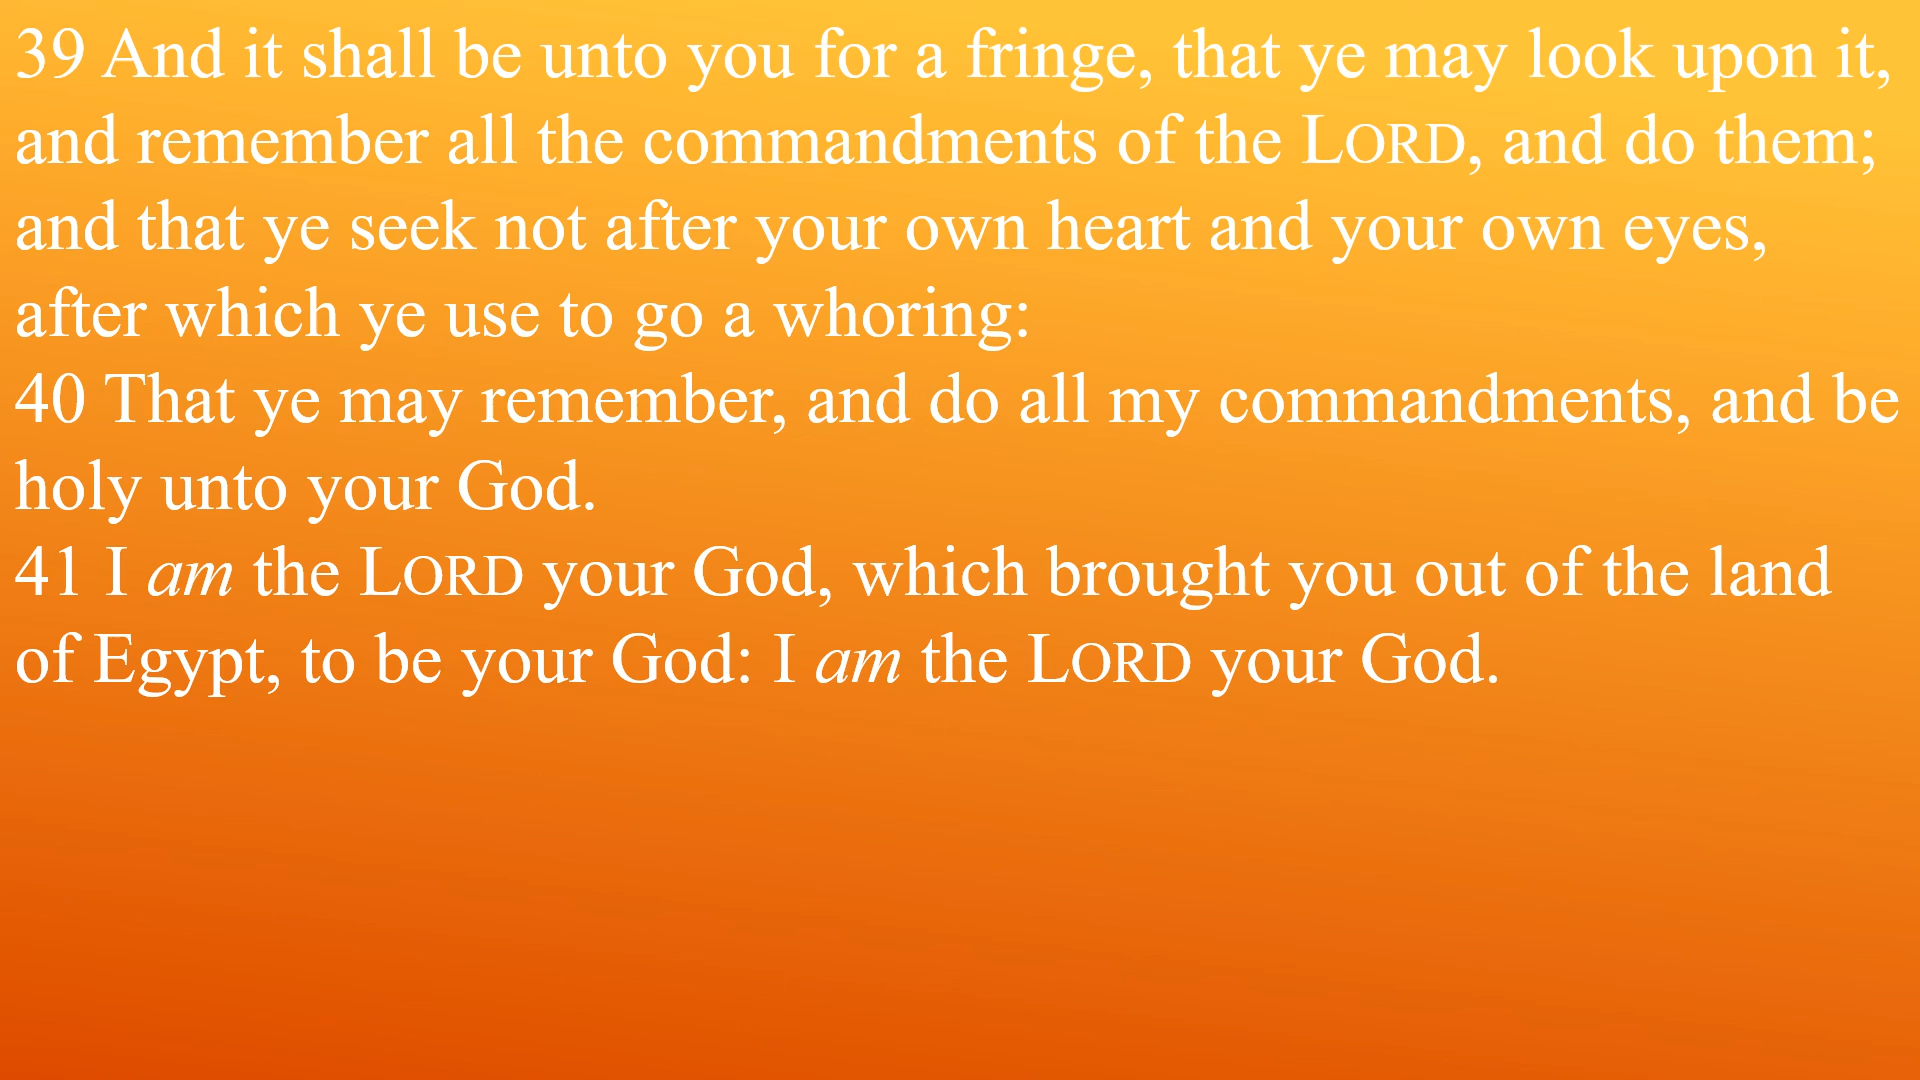 39 And it shall be unto you for a fringe, that ye may look upon it,
and remember all the commandments of the LORD, and do them;
and that ye seek not after your own heart and your own eyes,
after which ye use to go a whoring:
40 That ye may remember, and do all my commandments, and be
holy unto your God.
41 I am the LORD your God, which brought you out of the land
of Egypt, to be your God: I am the LORD your God.